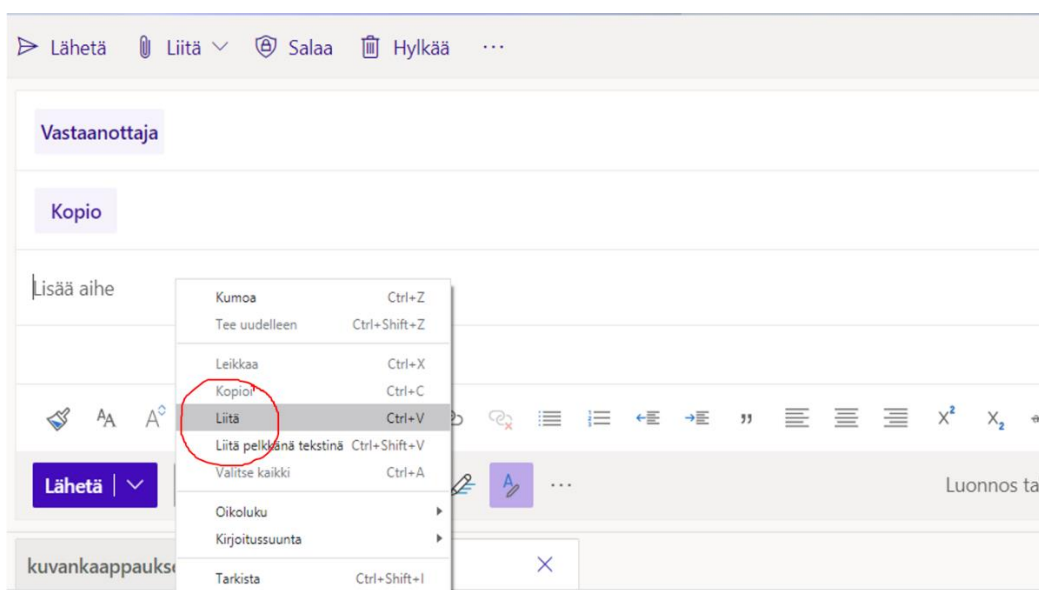 Lähetä Liitä Salaa Hylkää ...
Vastaanottaja
Kopio
Lisää aihe
Kumoa Ctrl+Z
Tee uudelleen Ctrl+Shift+Z
Leikkaa Ctrl+X
Kopioi Ctrl+C
Liitä Ctrl+V
Liitä pelkkänä tekstinä Ctrl+Shift+V
Valitse kaikki Ctrl+A
Oikoluku
Kirjoitussuunta
Tarkista Ctrl+Shift+I
Lähetä
Luonnos ta
kuvankaappauks